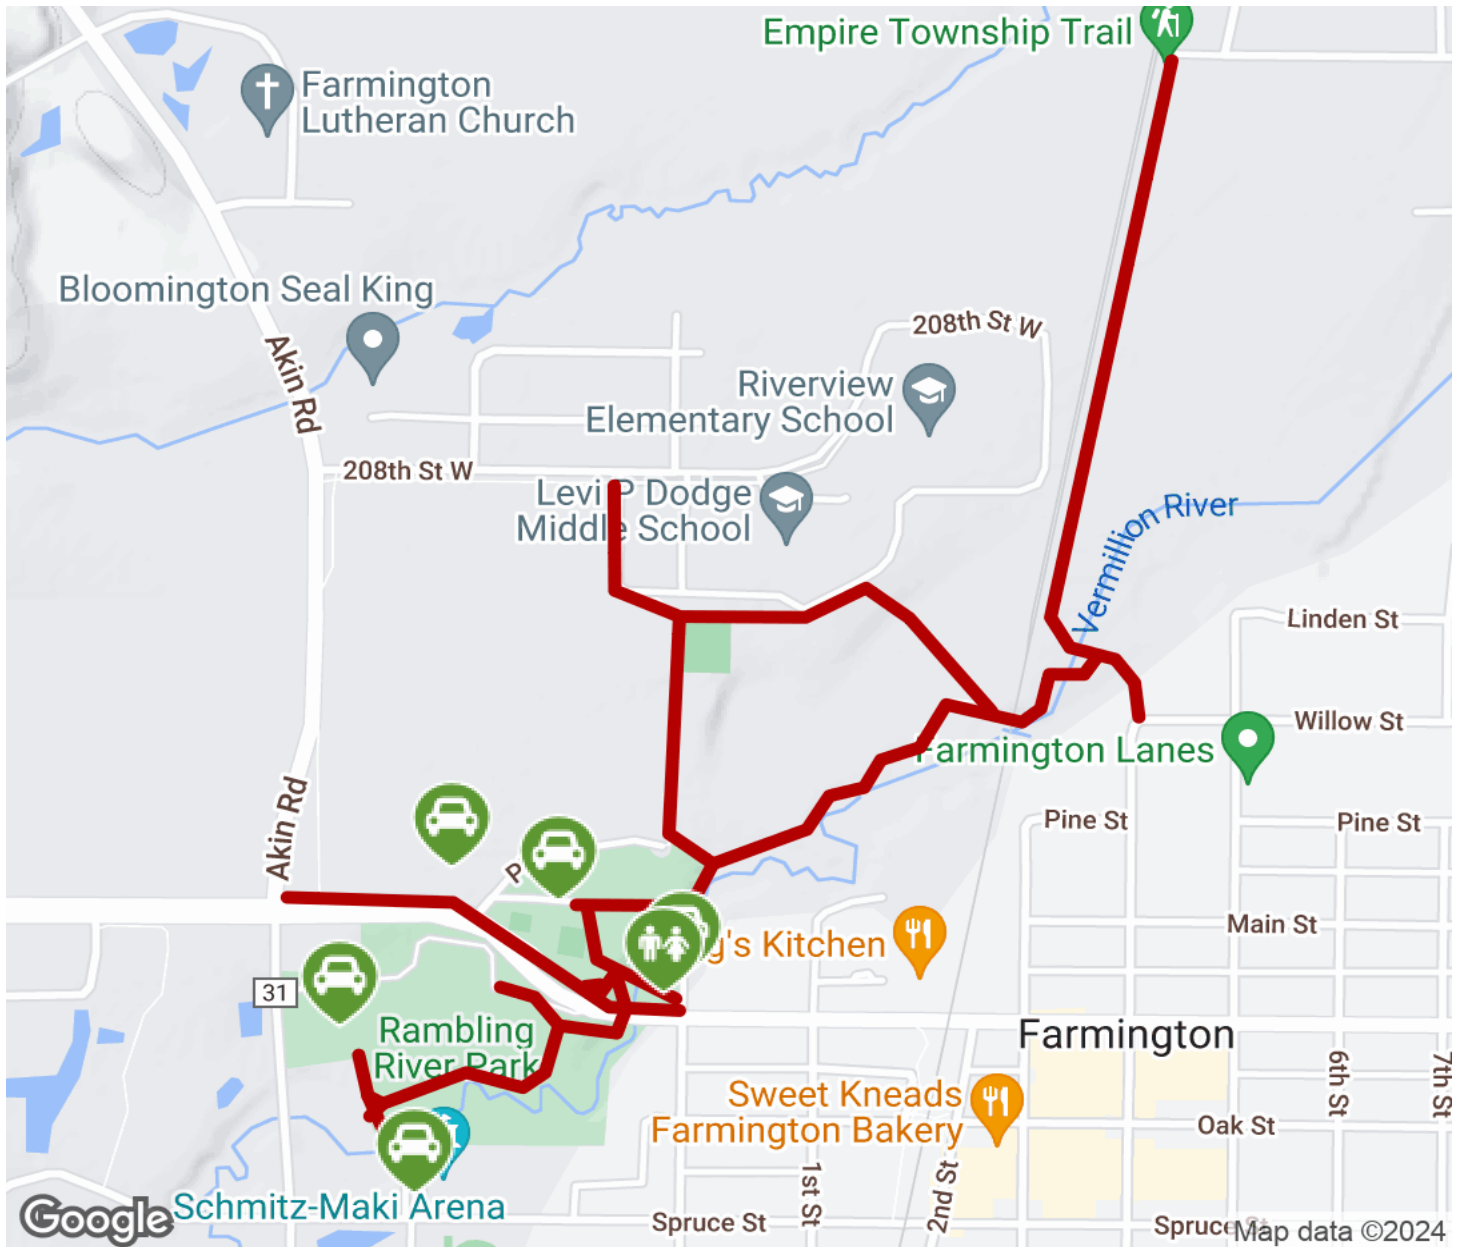 Empire Township Trail
Farmington
Lutheran Church
Bloomington Seal King
Akin Rd
208th St W
Riverview
Elementary School
208th St W
Levi P Dodge
Middle School
Vermillion River
Linden St
Willow St
Farmington Lanes
Pine St
Pine St
Akin Rd
P
Main St
g's Kitchen
31
Rambling
River Park
Farmington
6th St
7th St
Sweet Kneads
Farmington Bakery
Oak St
1st St
2nd St
Schmitz-Maki Arena
Spruce St
Spruce St
Google
Map data ©2024